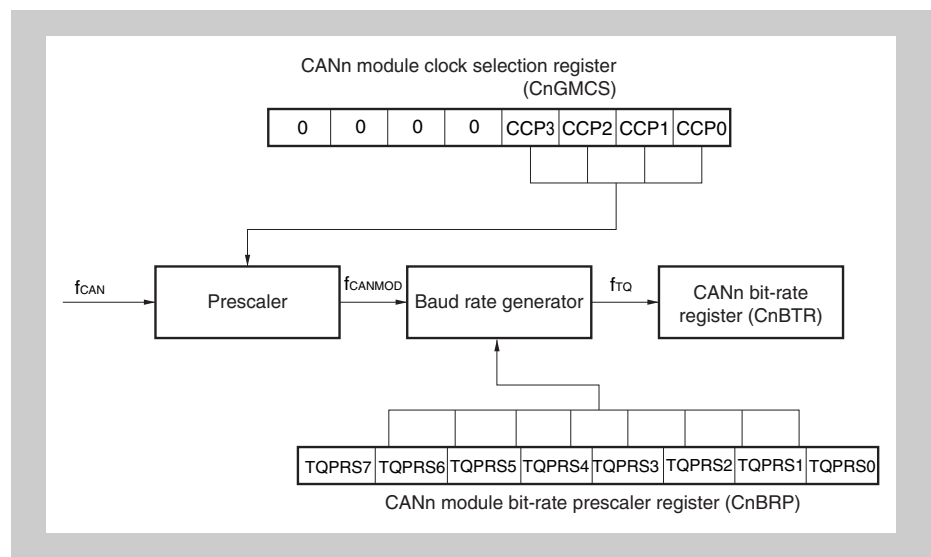 CANn module clock selection register
(CnGMCS)
0 0 0 0 CCP3 CCP2 CCP1 CCP0
fCAN
Prescaler
fCANMOD
Baud rate generator
fTQ
CANn bit-rate
register (CnBTR)
TQPRS7 TQPRS6 TQPRS5 TQPRS4 TQPRS3 TQPRS2 TQPRS1 TQPRS0
CANn module bit-rate prescaler register (CnBRP)